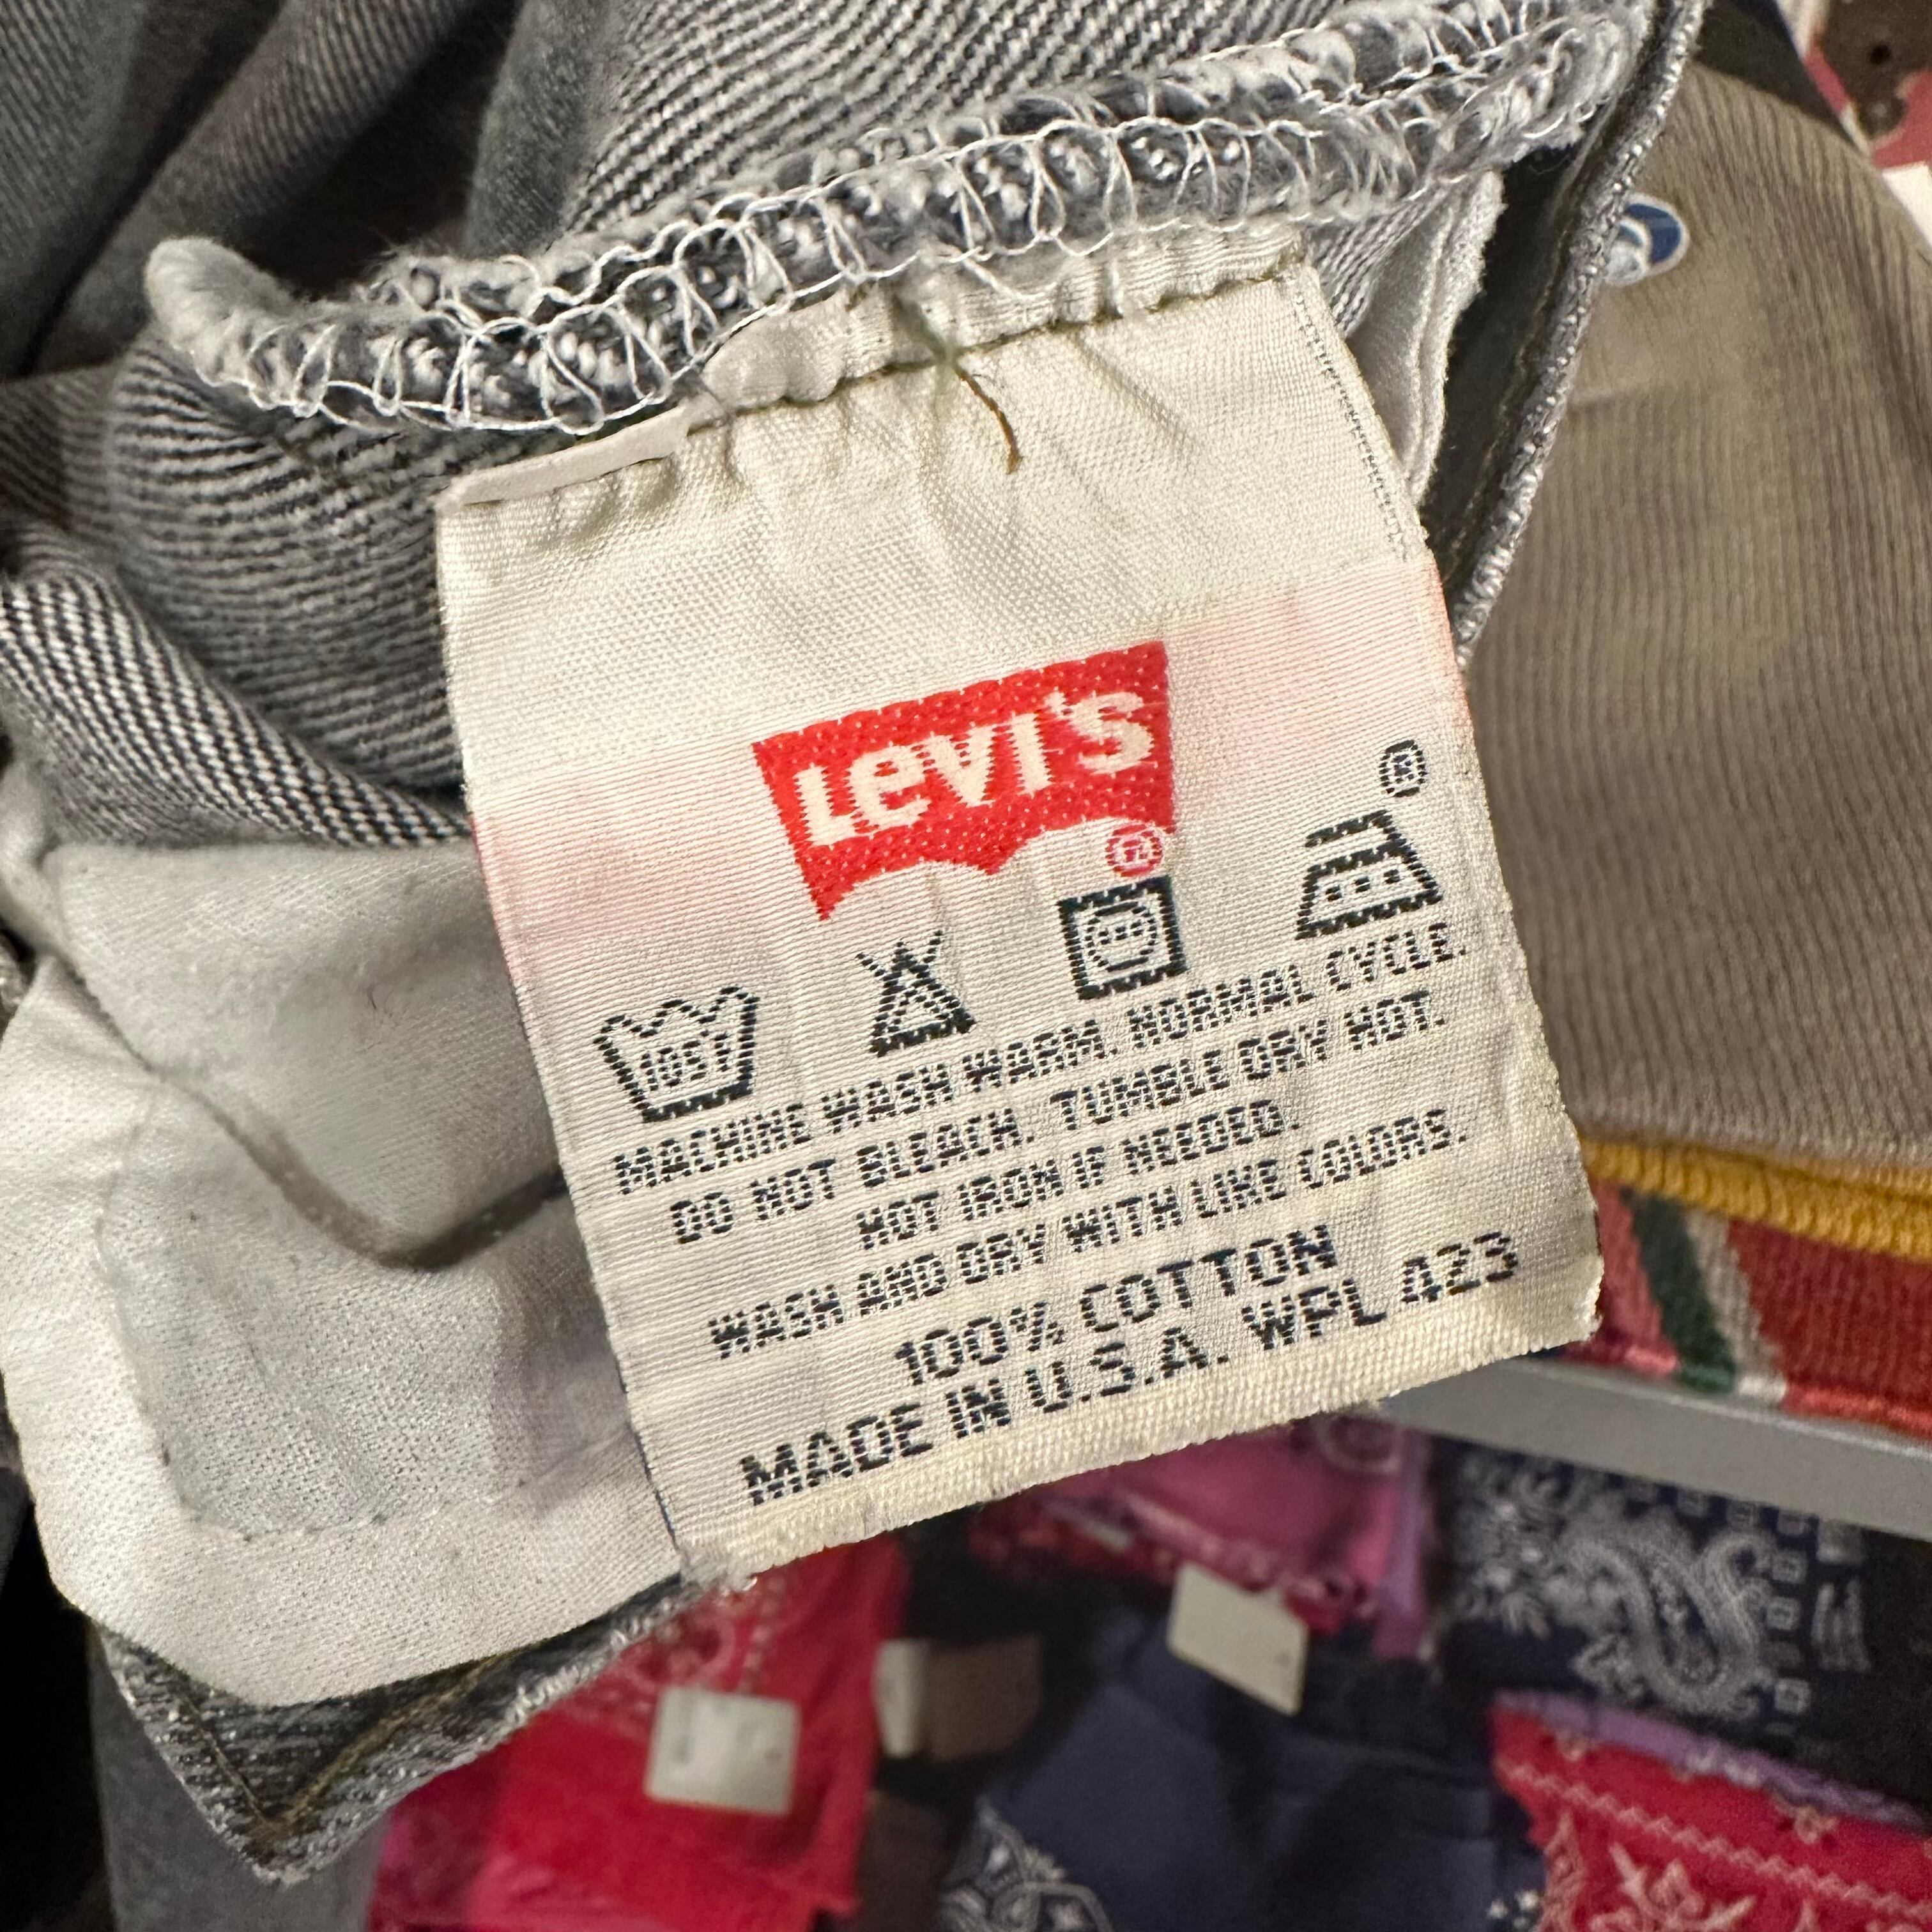 Levi's
®
®
105F
MACHINE WASH WARM. NORMAL CYCLE.
DO NOT BLEACH. TUMBLE DRY HOT.
HOT IRON IF NEEDED.
WASH AND DRY WITH LIKE COLORS.
100% COTTON
MADE IN U.S.A. WPL 423